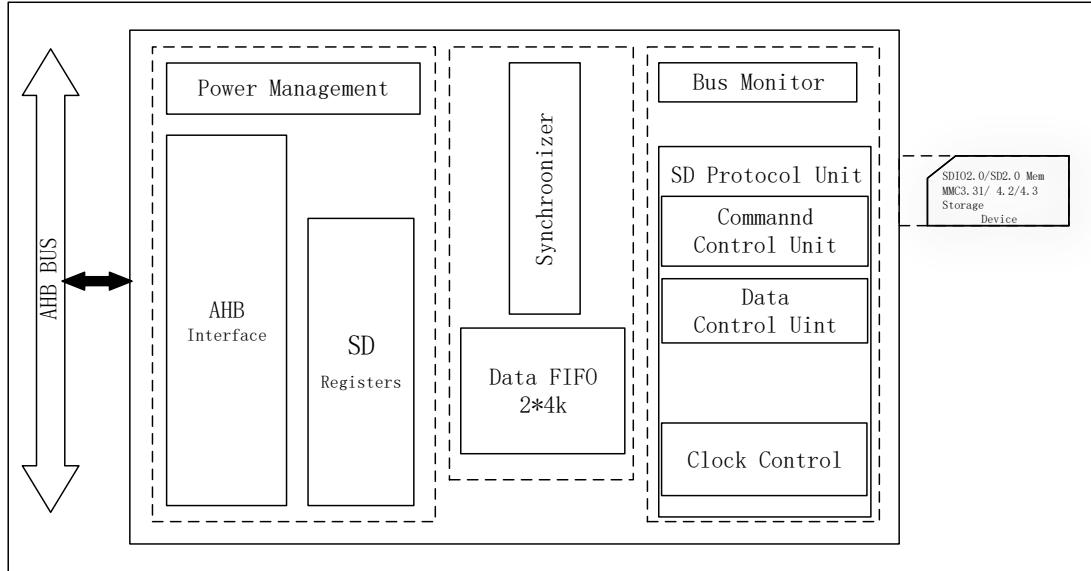 AHB BUS
Power Management
AHB
Interface
SD
Registers
Synchroonizer
Data FIFO
2*4k
Bus Monitor
SD Protocol Unit
Commannd
Control Unit
Data
Control Uint
Clock Control
SDIO2.0/SD2.0 Mem
MMC3.31/ 4.2/4.3
Storage
Device